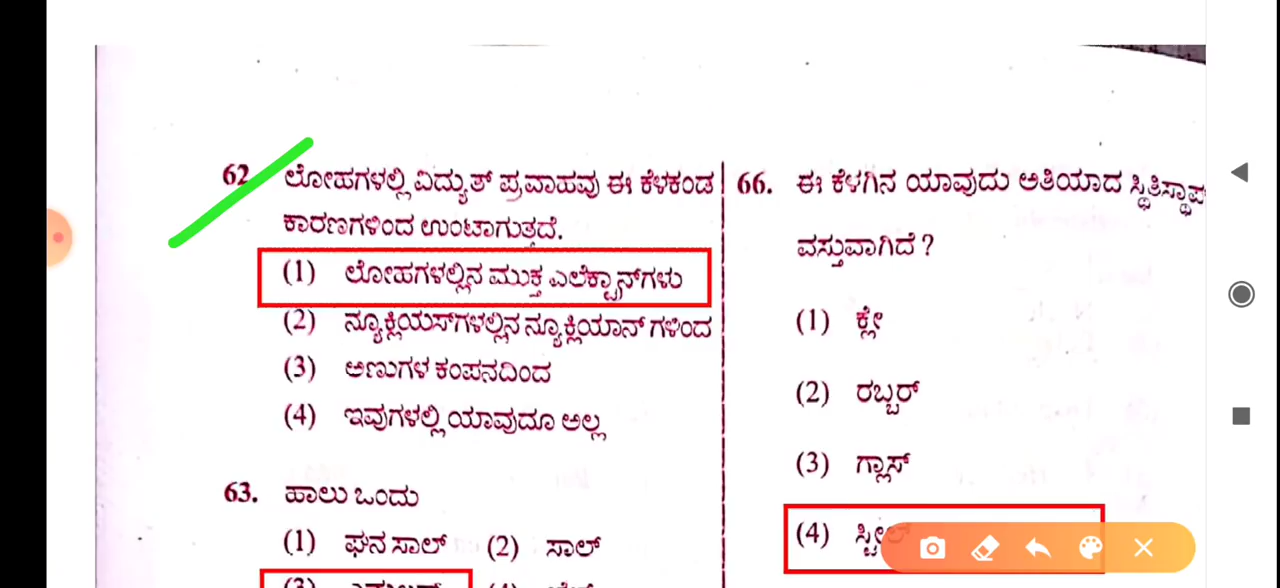 62 ಲೋಹಗಳಲ್ಲಿ ವಿದ್ಯುತ್ ಪ್ರವಾಹವು ಈ ಕೆಳಕಂಡ
ಕಾರಣಗಳಿಂದ ಉಂಟಾಗುತ್ತದೆ.
(1) ಲೋಹಗಳಲ್ಲಿನ ಮುಕ್ತ ಎಲೆಕ್ಟ್ರಾನ್‌ಗಳು
(2) ನ್ಯೂಕ್ಲಿಯಸ್‌ಗಳಲ್ಲಿನ ನ್ಯೂಕ್ಲಿಯಾನ್ ಗಳಿಂದ
(3) ಅಣುಗಳ ಕಂಪನದಿಂದ
(4) ಇವುಗಳಲ್ಲಿ ಯಾವುದೂ ಅಲ್ಲ
63. ಹಾಲು ಒಂದು
(1) ಘನ ಸಾಲ್ (2) ಸಾಲ್
66. ಈ ಕೆಳಗಿನ ಯಾವುದು ಅತಿಯಾದ
ವಸ್ತುವಾಗಿದೆ ?
(1) ಕ್ಲೇ
(2) ರಬ್ಬರ್
(3) ಗ್ಲಾಸ್
(4)